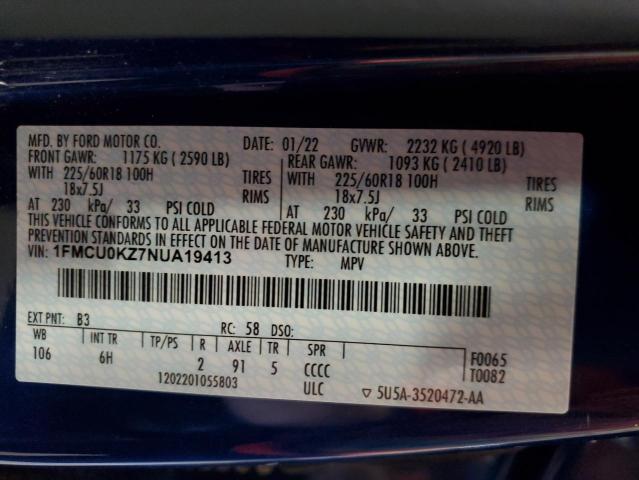 MFD. BY FORD MOTOR CO. DATE: 01/22 GVWR: 2232 KG ( 4920 LB)
FRONT GAWR: 1175 KG ( 2590 LB) REAR GAWR: 1093 KG ( 2410 LB)
WITH 225/60R18 100H TIRES WITH 225/60R18 100H TIRES
18x7.5J RIMS 18x7.5J RIMS
AT 230 kPa/ 33 PSI COLD AT 230 kPa/ 33 PSI COLD
THIS VEHICLE CONFORMS TO ALL APPLICABLE FEDERAL MOTOR VEHICLE SAFETY AND THEFT
PREVENTION STANDARDS IN EFFECT ON THE DATE OF MANUFACTURE SHOWN ABOVE.
VIN: 1FMCU0KZ7NUA19413 TYPE: MPV
EXT PNT: B3 RC: 58 DSO:
WB INT TR TP/PS R AXLE TR SPR F0065
106 6H 2 91 5 CCCC T0082
1202201055803 ULC ▽ 5U5A-3520472-AA